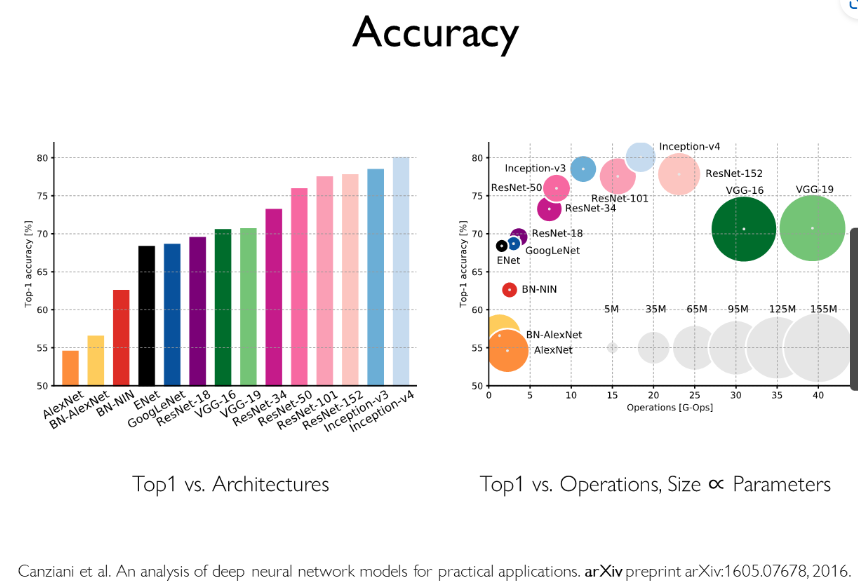 Accuracy
Top-1 accuracy [%]
80
75
70
65
60
55
50
AlexNet
BN-AlexNet
BN-NIN
ENet
GoogLeNet
ResNet-18
VGG-16
VGG-19
ResNet-34
ResNet-50
ResNet-101
ResNet-152
Inception-v3
Inception-v4
Top1 vs. Architectures
Top-1 accuracy [%]
80
75
70
65
60
55
50
Inception-v4
Inception-v3
ResNet-152
ResNet-50
VGG-16
VGG-19
ResNet-101
ResNet-34
ResNet-18
GoogLeNet
ENet
BN-NIN
5M 35M 65M 95M 125M 155M
BN-AlexNet
AlexNet
0 5 10 15 20 25 30 35 40
Operations [G-Ops]
Top1 vs. Operations, Size ∝ Parameters
Canziani et al. An analysis of deep neural network models for practical applications. arXiv preprint arXiv:1605.07678, 2016.